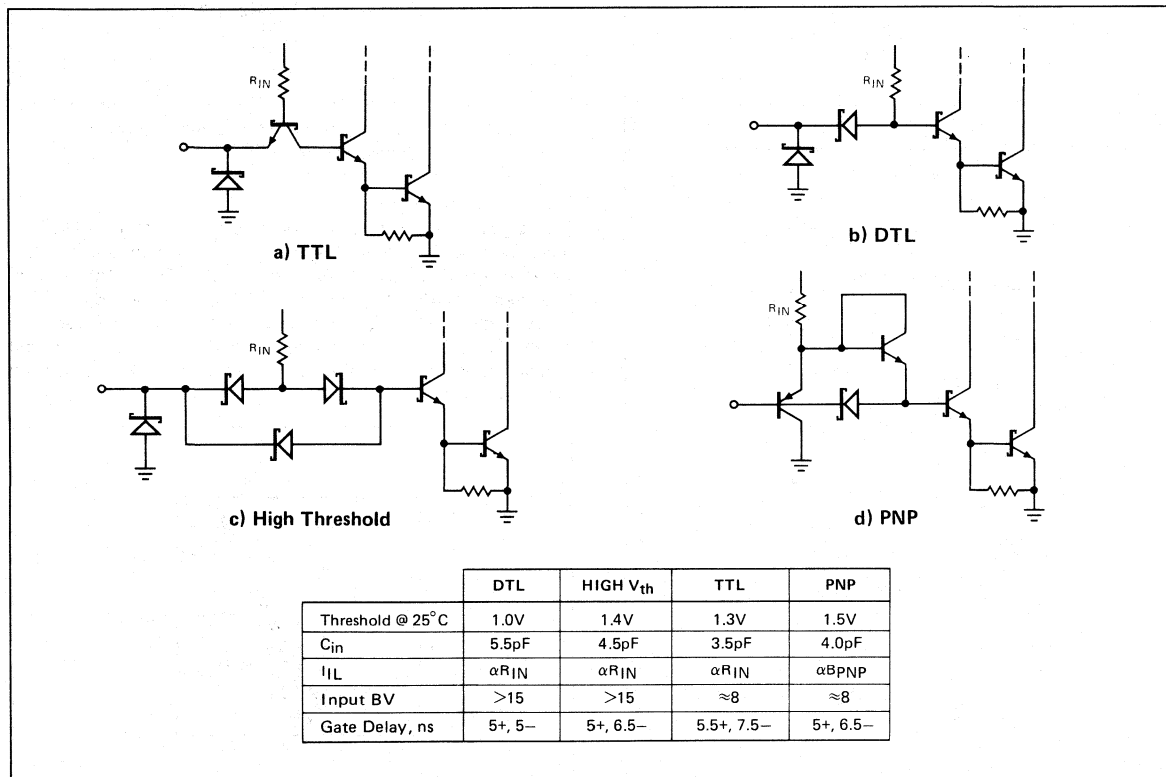 RIN
RIN
a) TTL
b) DTL
RIN
RIN
c) High Threshold
d) PNP
DTL HIGH Vth TTL PNP
Threshold @ 25°C 1.0V 1.4V 1.3V 1.5V
Cin 5.5pF 4.5pF 3.5pF 4.0pF
IIL αRIN αRIN αRIN αBPNP
Input BV >15 >15 ≈8 ≈8
Gate Delay, ns 5+, 5− 5+, 6.5− 5.5+, 7.5− 5+, 6.5−